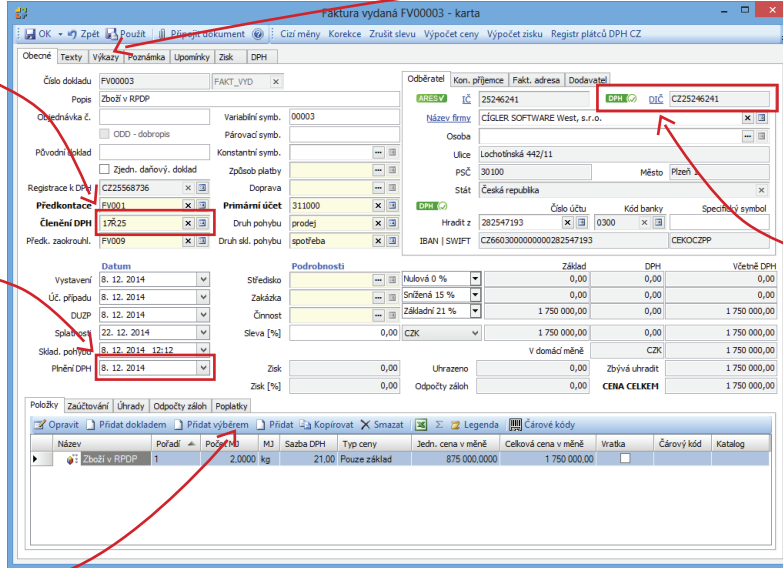 Faktura vydaná FV00003 - karta
OK Zpět Použít Připojit dokument Cizí měny Korekce Zrušit slevu Výpočet ceny Výpočet zisku Registr plátců DPH CZ
Obecné Texty Výkazy Poznámka Upomínky Zisk DPH
Číslo dokladu FV00003 FAKT_VYD
Popis Zboží v RPDP
Objednávka č. Variabilní symb. 00003
ODD - dobropis Párovací symb.
Původní doklad Konstantní symb.
Zjedn. daňový. doklad Způsob platby
Registrace k DPH CZ25568736 Doprava
Předkontace FV001 Primární účet 311000
Členění DPH 17Ř25 Druh pohybu prodej
Předk. zaokrouhl. FV009 Druh skl. pohybu spotřeba
Odběratel Kon. příjemce Fakt. adresa Dodavatel
ARES IČ 25246241 DPH DIČ CZ25246241
Název firmy CÍGLER SOFTWARE West, s.r.o.
Osoba
Ulice Lochotínská 442/11
PSČ 30100 Město Plzeň 1
Stát Česká republika
DPH Číslo účtu Kód banky Specifický symbol
Hradit z 282547193 0300
IBAN | SWIFT CZ6603000000000282547193 CEKOCZPP
Datum Podrobnosti Základ DPH Včetně DPH
Vystavení 8. 12. 2014 Středisko Nulová 0 % 0,00 0,00 0,00
Úč. případu 8. 12. 2014 Zakázka Snížená 15 % 0,00 0,00 0,00
DUZP 8. 12. 2014 Činnost Základní 21 % 1 750 000,00 0,00 1 750 000,00
Splatnosti 22. 12. 2014 Sleva [%] 0,00 CZK 1 750 000,00 0,00 1 750 000,00
Sklad. pohybu 8. 12. 2014 12:12 V domácí měně CZK 1 750 000,00
Plnění DPH 8. 12. 2014 Zisk 0,00 Uhrazeno 0,00 Zbývá uhradit 1 750 000,00
Zisk [%] 0,00 Odpočty záloh 0,00 CENA CELKEM 1 750 000,00
Položky Zaúčtování Úhrady Odpočty záloh Poplatky
Opravit Přidat dokladem Přidat výběrem Přidat Kopírovat Smazat Σ Legenda Čárové kódy
Název Pořadí Počet MJ MJ Sazba DPH Typ ceny Jedn. cena v měně Celková cena v měně Vratka Čárový kód Katalog
Zboží v RPDP 1 2,0000 kg 21,00 Pouze základ 875 000,0000 1 750 000,00